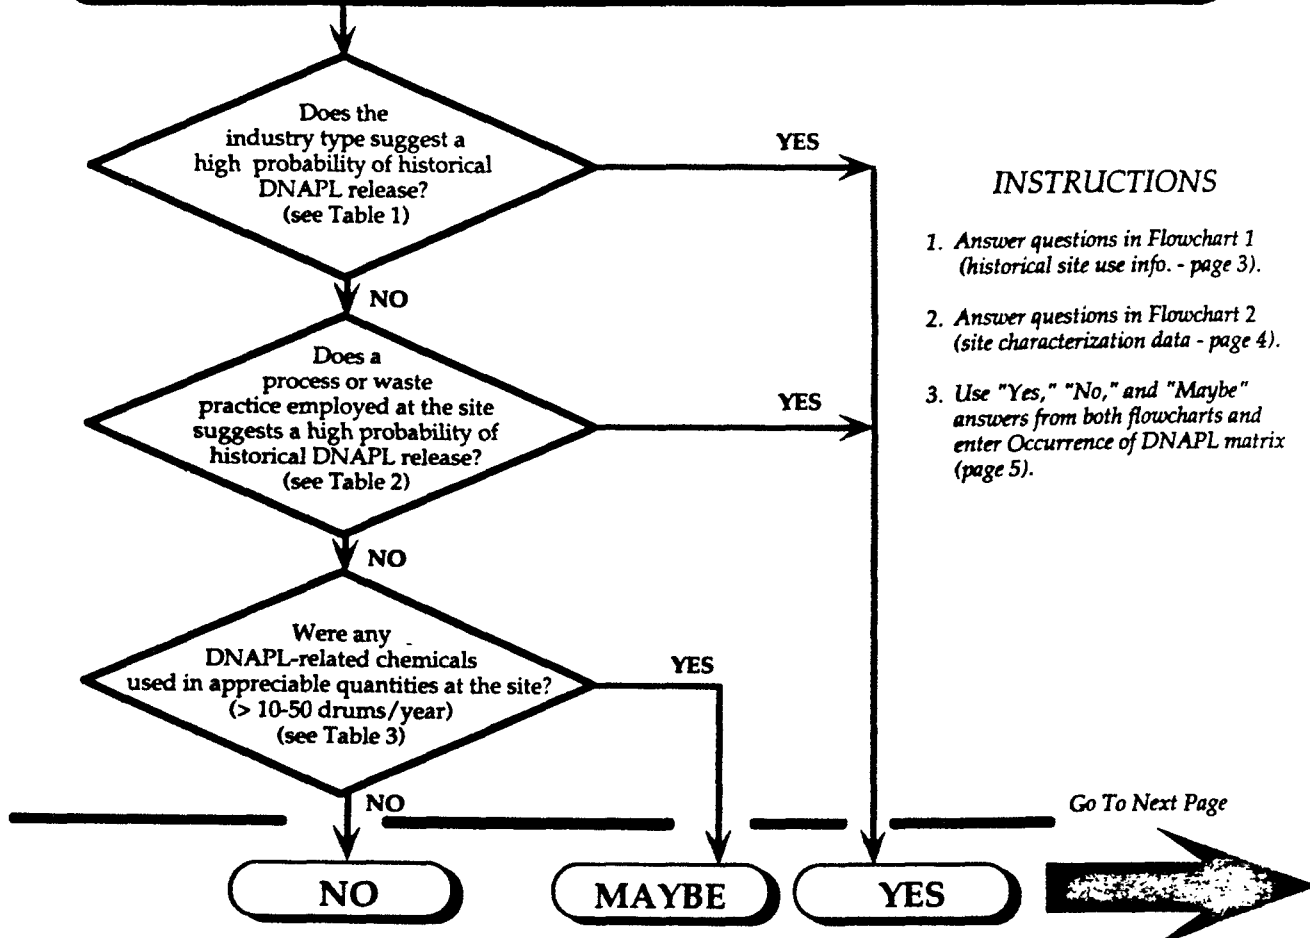 Does the
industry type suggest a
high probability of historical
DNAPL release?
(see Table 1)
YES
NO
Does a
process or waste
practice employed at the site
suggests a high probability of
historical DNAPL release?
(see Table 2)
YES
NO
Were any
DNAPL-related chemicals
used in appreciable quantities at the site?
(> 10-50 drums/year)
(see Table 3)
YES
NO
INSTRUCTIONS
1. Answer questions in Flowchart 1
(historical site use info. - page 3).
2. Answer questions in Flowchart 2
(site characterization data - page 4).
3. Use "Yes," "No," and "Maybe"
answers from both flowcharts and
enter Occurrence of DNAPL matrix
(page 5).
Go To Next Page
NO
MAYBE
YES